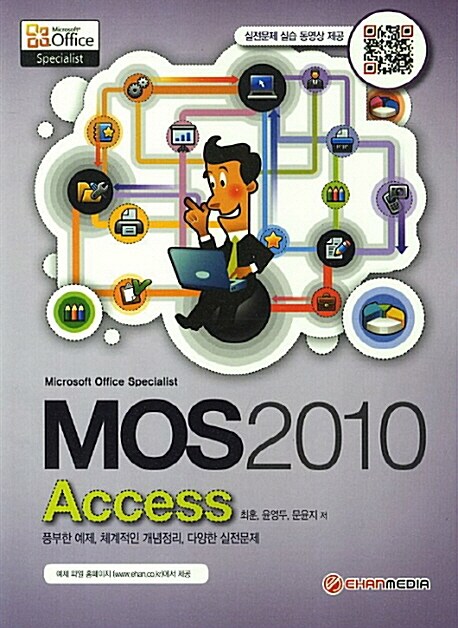 Microsoft
Office
Specialist
실전문제 실습 동영상 제공
Microsoft Office Specialist
MOS2010
Access
최훈, 윤영두, 문윤지 저
풍부한 예제, 체계적인 개념정리, 다양한 실전문제
예제 파일 홈페이지 (www.ehan.co.kr)에서 제공
EHANMEDIA